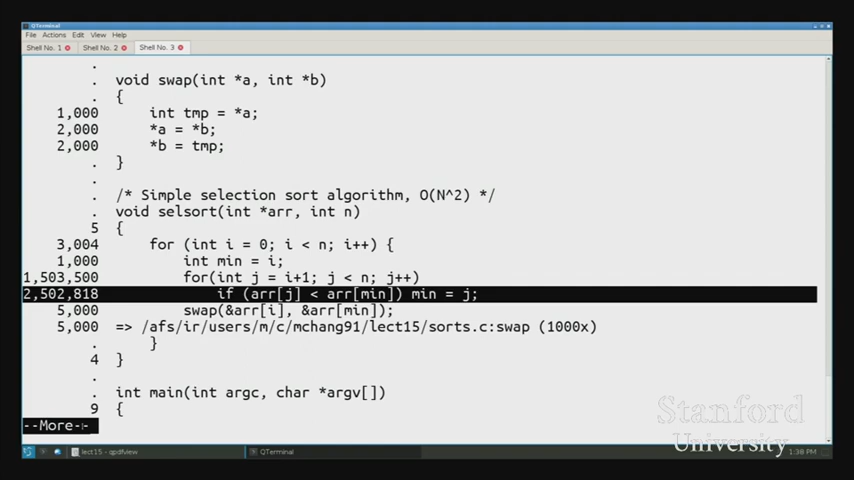 QTerminal
File Actions Edit View Help
Shell No. 1 Shell No. 2 Shell No. 3
.
. void swap(int *a, int *b)
. {
1,000 int tmp = *a;
2,000 *a = *b;
2,000 *b = tmp;
. }
.
. /* Simple selection sort algorithm, O(N^2) */
. void selsort(int *arr, int n)
5 {
3,004 for (int i = 0; i < n; i++) {
1,000 int min = i;
1,503,500 for(int j = i+1; j < n; j++)
2,502,818 if (arr[j] < arr[min]) min = j;
5,000 swap(&arr[i], &arr[min]);
5,000 => /afs/ir/users/m/c/mchang91/lect15/sorts.c:swap (1000x)
. }
4 }
.
. int main(int argc, char *argv[])
9 {
--More--
Stanford
University
lect15 - qpdfview QTerminal 1:38 PM